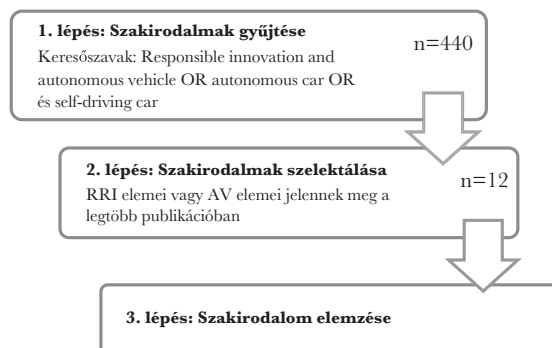 1. lépés: Szakirodalmak gyűjtése
n=440
Keresőszavak: Responsible innovation and
autonomous vehicle OR autonomous car OR
és self-driving car
2. lépés: Szakirodalmak szelektálása
n=12
RRI elemei vagy AV elemei jelennek meg a
legtöbb publikációban
3. lépés: Szakirodalom elemzése